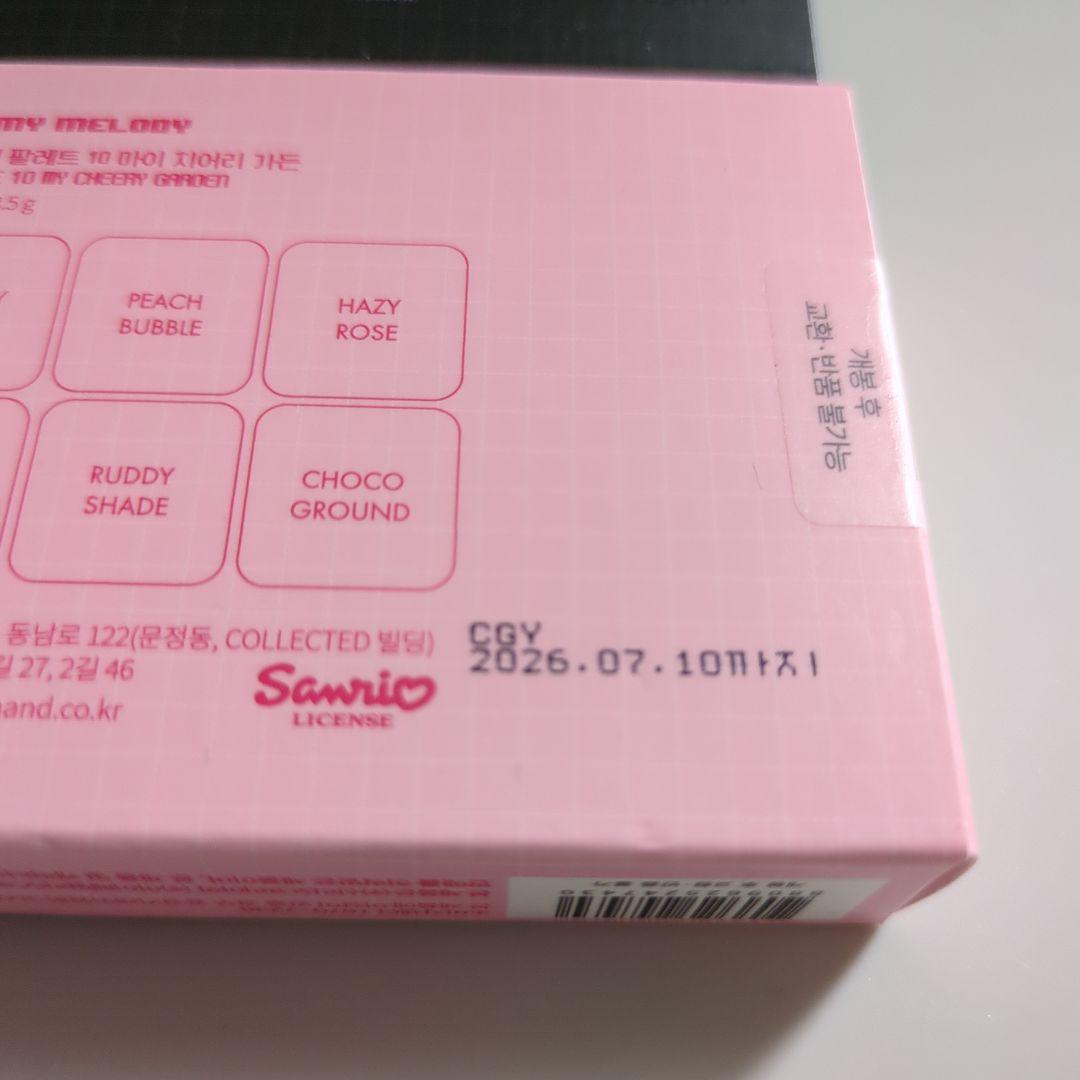 MY MELODY
팔레트 10 마이 치어리 가든
10 MY CHEERY GARDEN
.5 g
PEACH
BUBBLE
HAZY
ROSE
RUDDY
SHADE
CHOCO
GROUND
개봉 후
교환·반품 불가능
동남로 122(문정동, COLLECTED 빌딩)
길 27, 2길 46
and.co.kr
Sanrio
LICENSE
CGY
2026.07.10까지